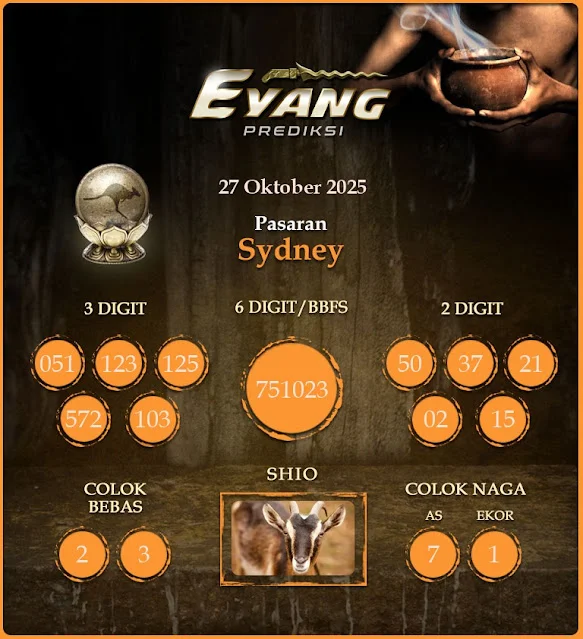 EYANG
PREDIKSI
27 Oktober 2025
Pasaran
Sydney
3 DIGIT
051 123 125
572 103
6 DIGIT/BBFS
751023
2 DIGIT
50 37 21
02 15
COLOK
BEBAS
2 3
SHIO
COLOK NAGA
AS EKOR
7 1